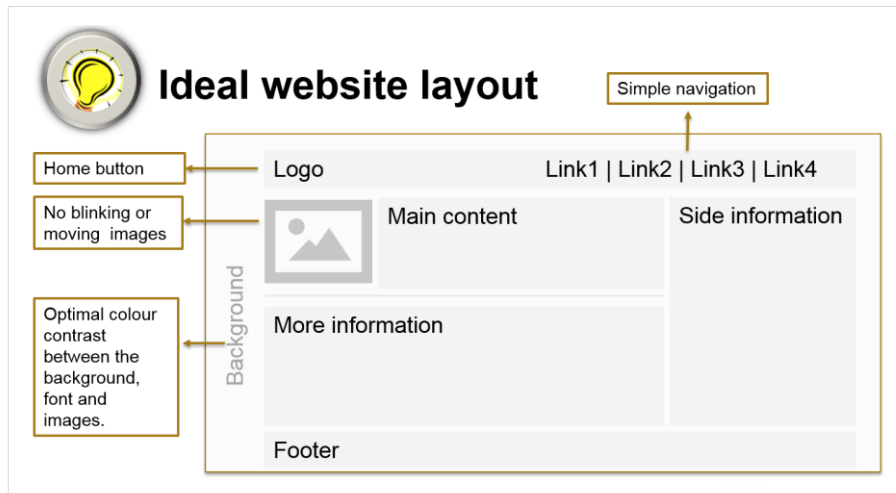 Ideal website layout
Simple navigation
Home button
Logo
Link1 | Link2 | Link3 | Link4
No blinking or
moving images
Main content
Side information
Background
Optimal colour
contrast
between the
background,
font and
images.
More information
Footer